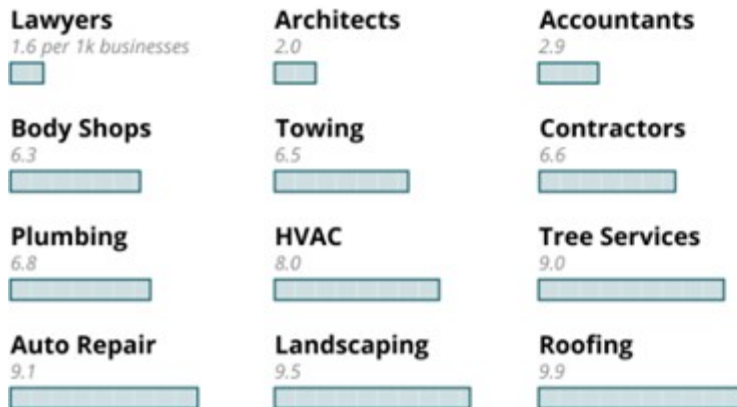 Lawyers
1.6 per 1k businesses
Architects
2.0
Accountants
2.9
Body Shops
6.3
Towing
6.5
Contractors
6.6
Plumbing
6.8
HVAC
8.0
Tree Services
9.0
Auto Repair
9.1
Landscaping
9.5
Roofing
9.9